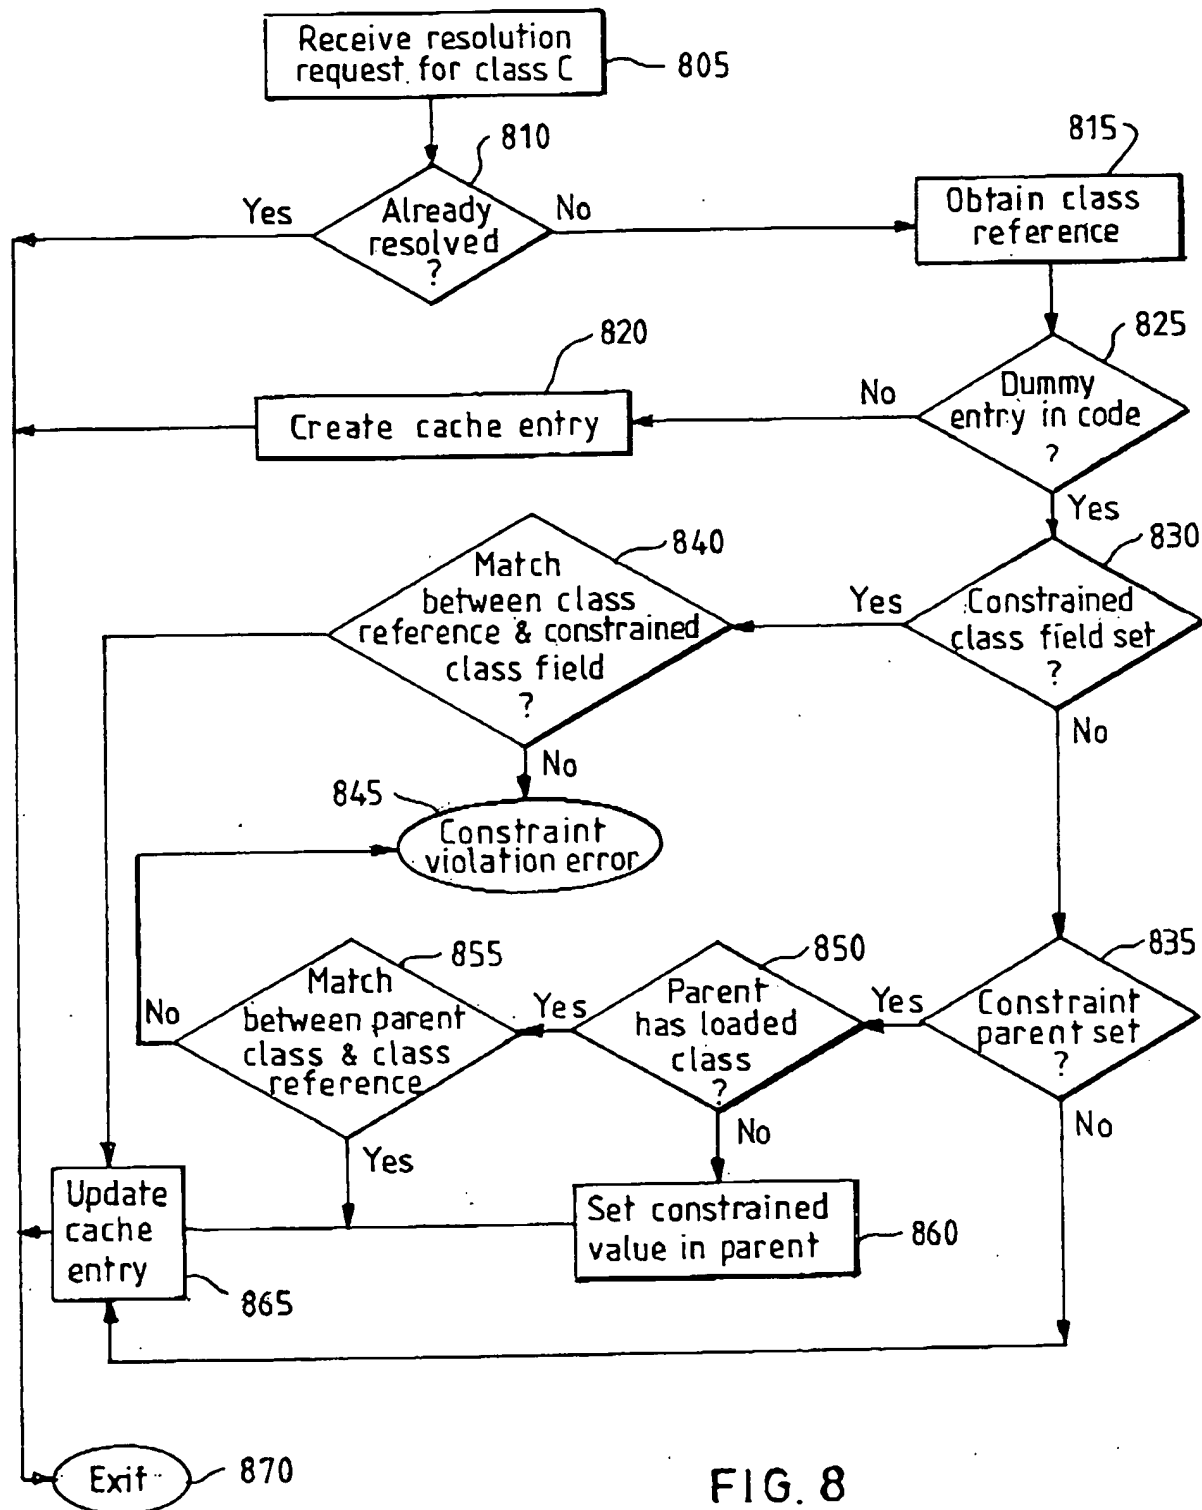 Receive resolution
request for class C
805
810
815
Yes
Already
resolved
?
No
Obtain class
reference
820
825
Create cache entry
No
Dummy
entry in code
?
Yes
840
830
Match
between class
reference & constrained
class field
?
Yes
Constrained
class field set
?
No
No
845
Constraint
violation error
855
850
835
No
Match
between parent
class & class
reference
Yes
Parent
has loaded
class
?
Yes
Constraint
parent set
?
Yes
No
No
Update
cache
entry
865
Set constrained
value in parent
860
Exit
870
FIG. 8